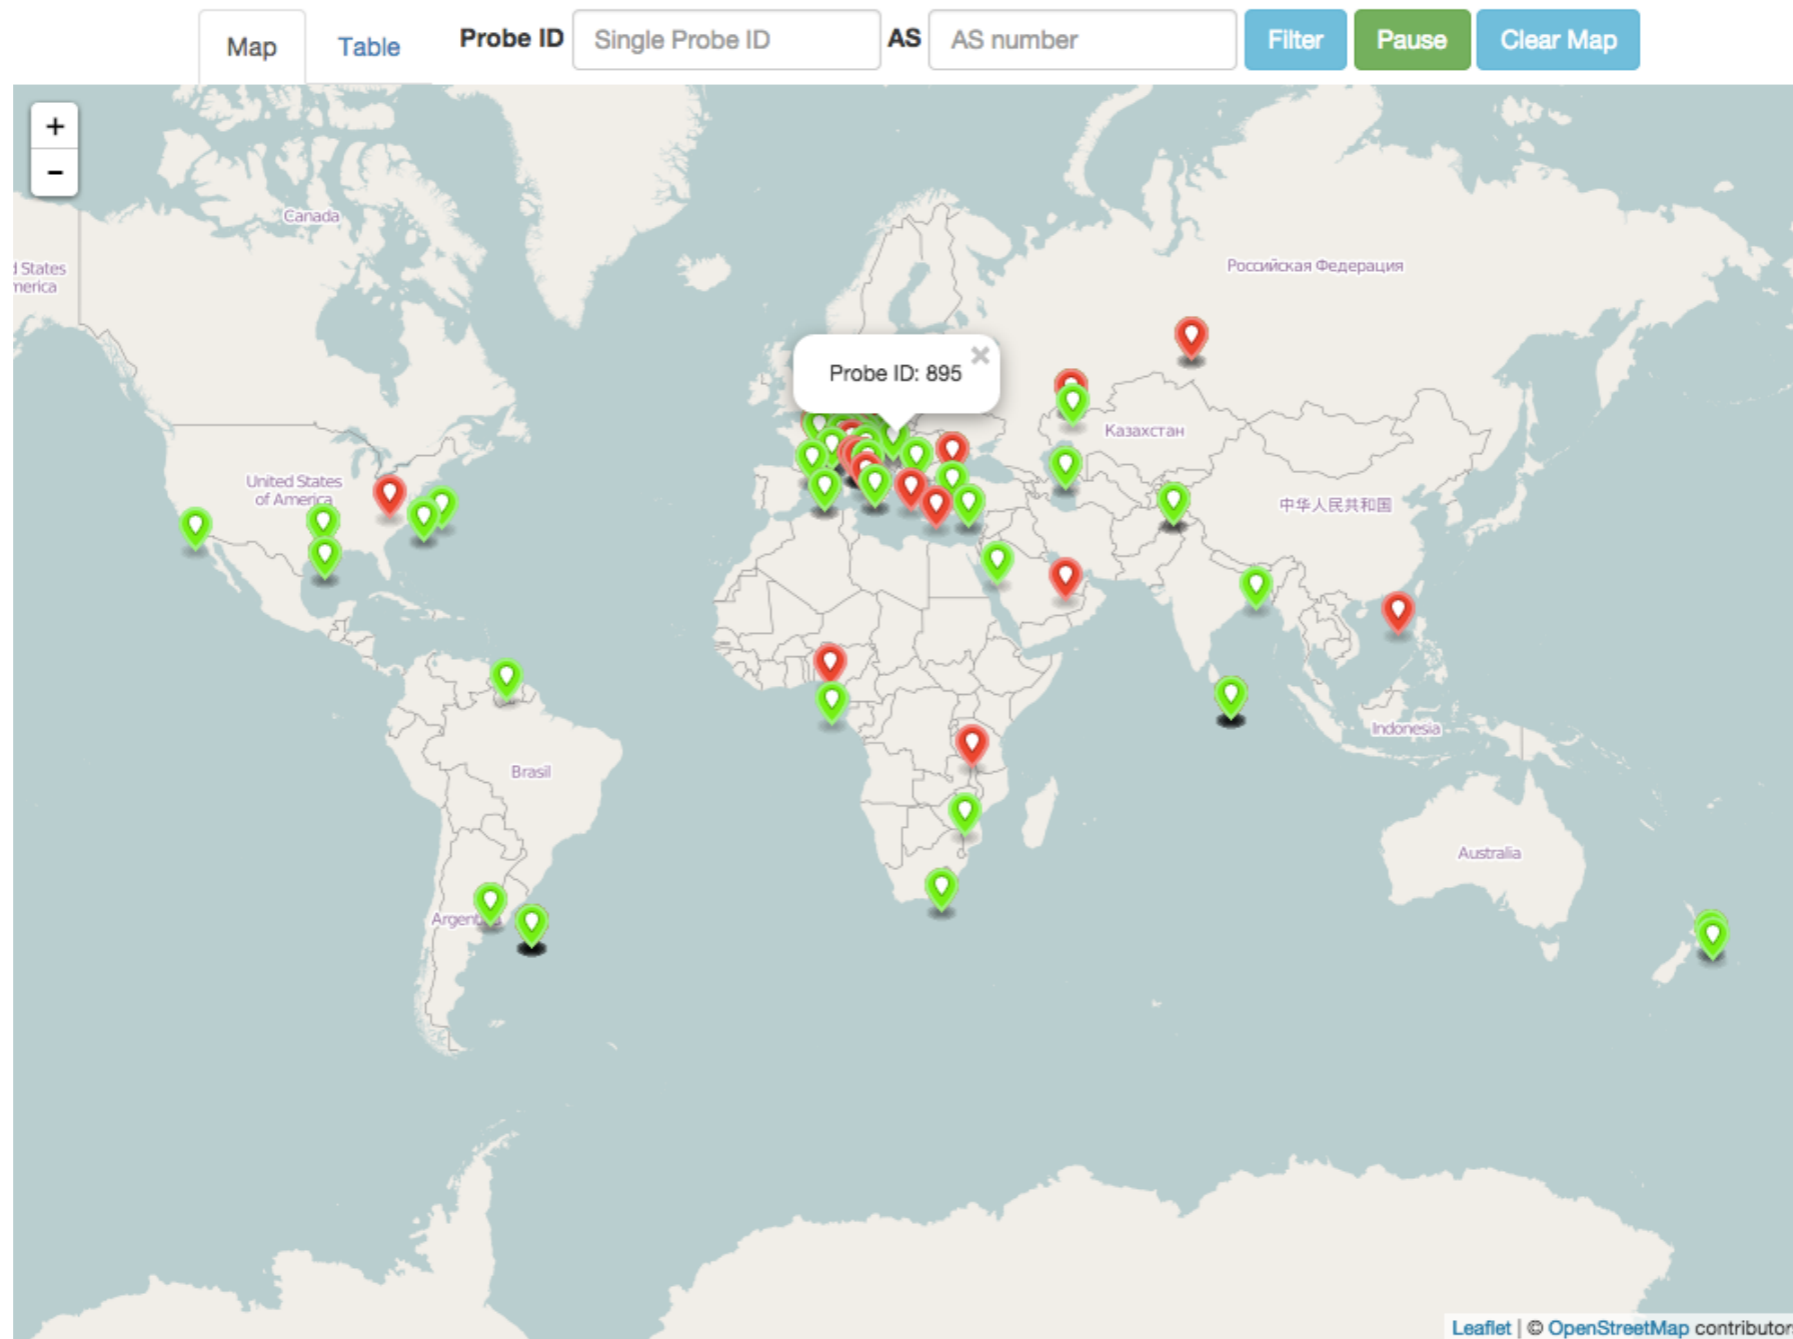 Map Table Probe ID Single Probe ID AS AS number Filter Pause Clear Map
+
−
Canada
d States
nerica
Российская Федерация
Probe ID: 895 ×
Казахстан
United States
of America
中华人民共和国
Indonesia
Brasil
Australia
Argen
Leaflet | © OpenStreetMap contributor